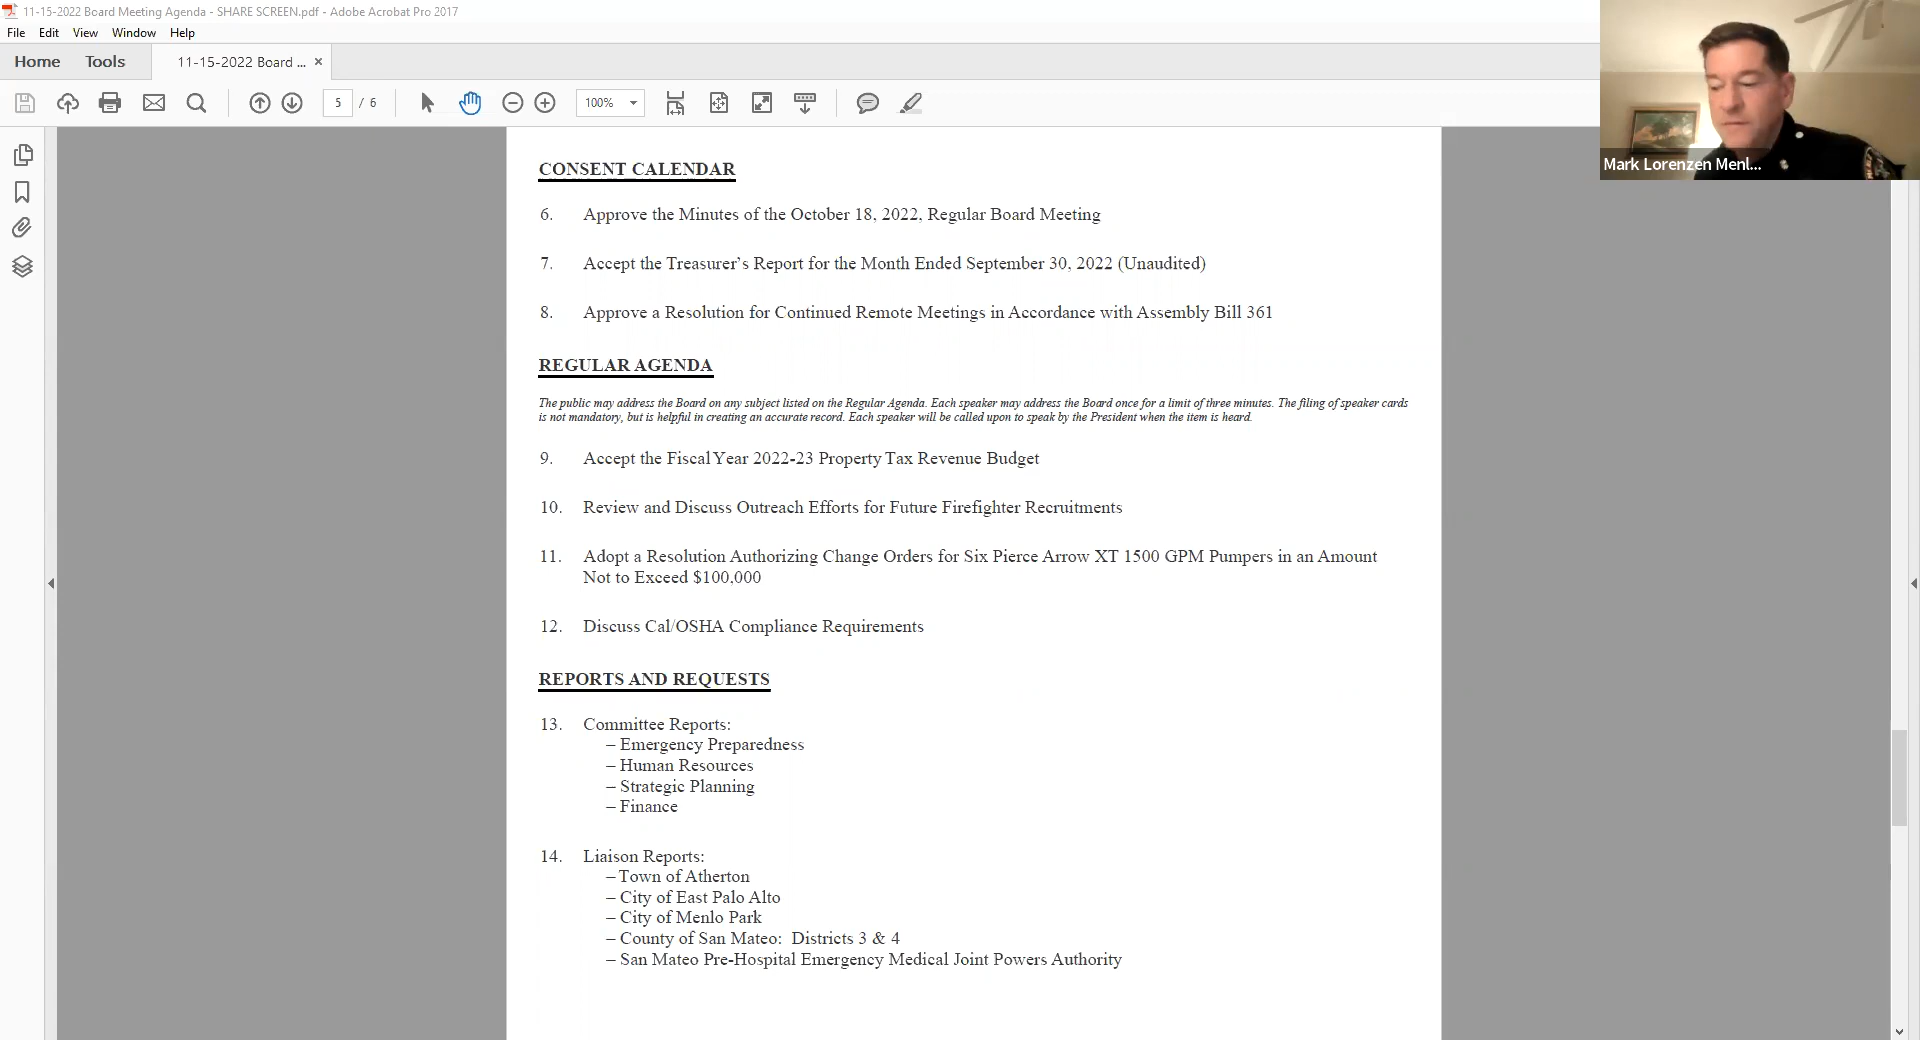 11-15-2022 Board Meeting Agenda - SHARE SCREEN.pdf - Adobe Acrobat Pro 2017
File Edit View Window Help
Home Tools 11-15-2022 Board ... ×
5 / 6 100%
Mark Lorenzen Menl...
CONSENT CALENDAR
6. Approve the Minutes of the October 18, 2022, Regular Board Meeting
7. Accept the Treasurer's Report for the Month Ended September 30, 2022 (Unaudited)
8. Approve a Resolution for Continued Remote Meetings in Accordance with Assembly Bill 361
REGULAR AGENDA
The public may address the Board on any subject listed on the Regular Agenda. Each speaker may address the Board once for a limit of three minutes. The filing of speaker cards
is not mandatory, but is helpful in creating an accurate record. Each speaker will be called upon to speak by the President when the item is heard.
9. Accept the Fiscal Year 2022-23 Property Tax Revenue Budget
10. Review and Discuss Outreach Efforts for Future Firefighter Recruitments
11. Adopt a Resolution Authorizing Change Orders for Six Pierce Arrow XT 1500 GPM Pumpers in an Amount
Not to Exceed $100,000
12. Discuss Cal/OSHA Compliance Requirements
REPORTS AND REQUESTS
13. Committee Reports:
– Emergency Preparedness
– Human Resources
– Strategic Planning
– Finance
14. Liaison Reports:
– Town of Atherton
– City of East Palo Alto
– City of Menlo Park
– County of San Mateo: Districts 3 & 4
– San Mateo Pre-Hospital Emergency Medical Joint Powers Authority